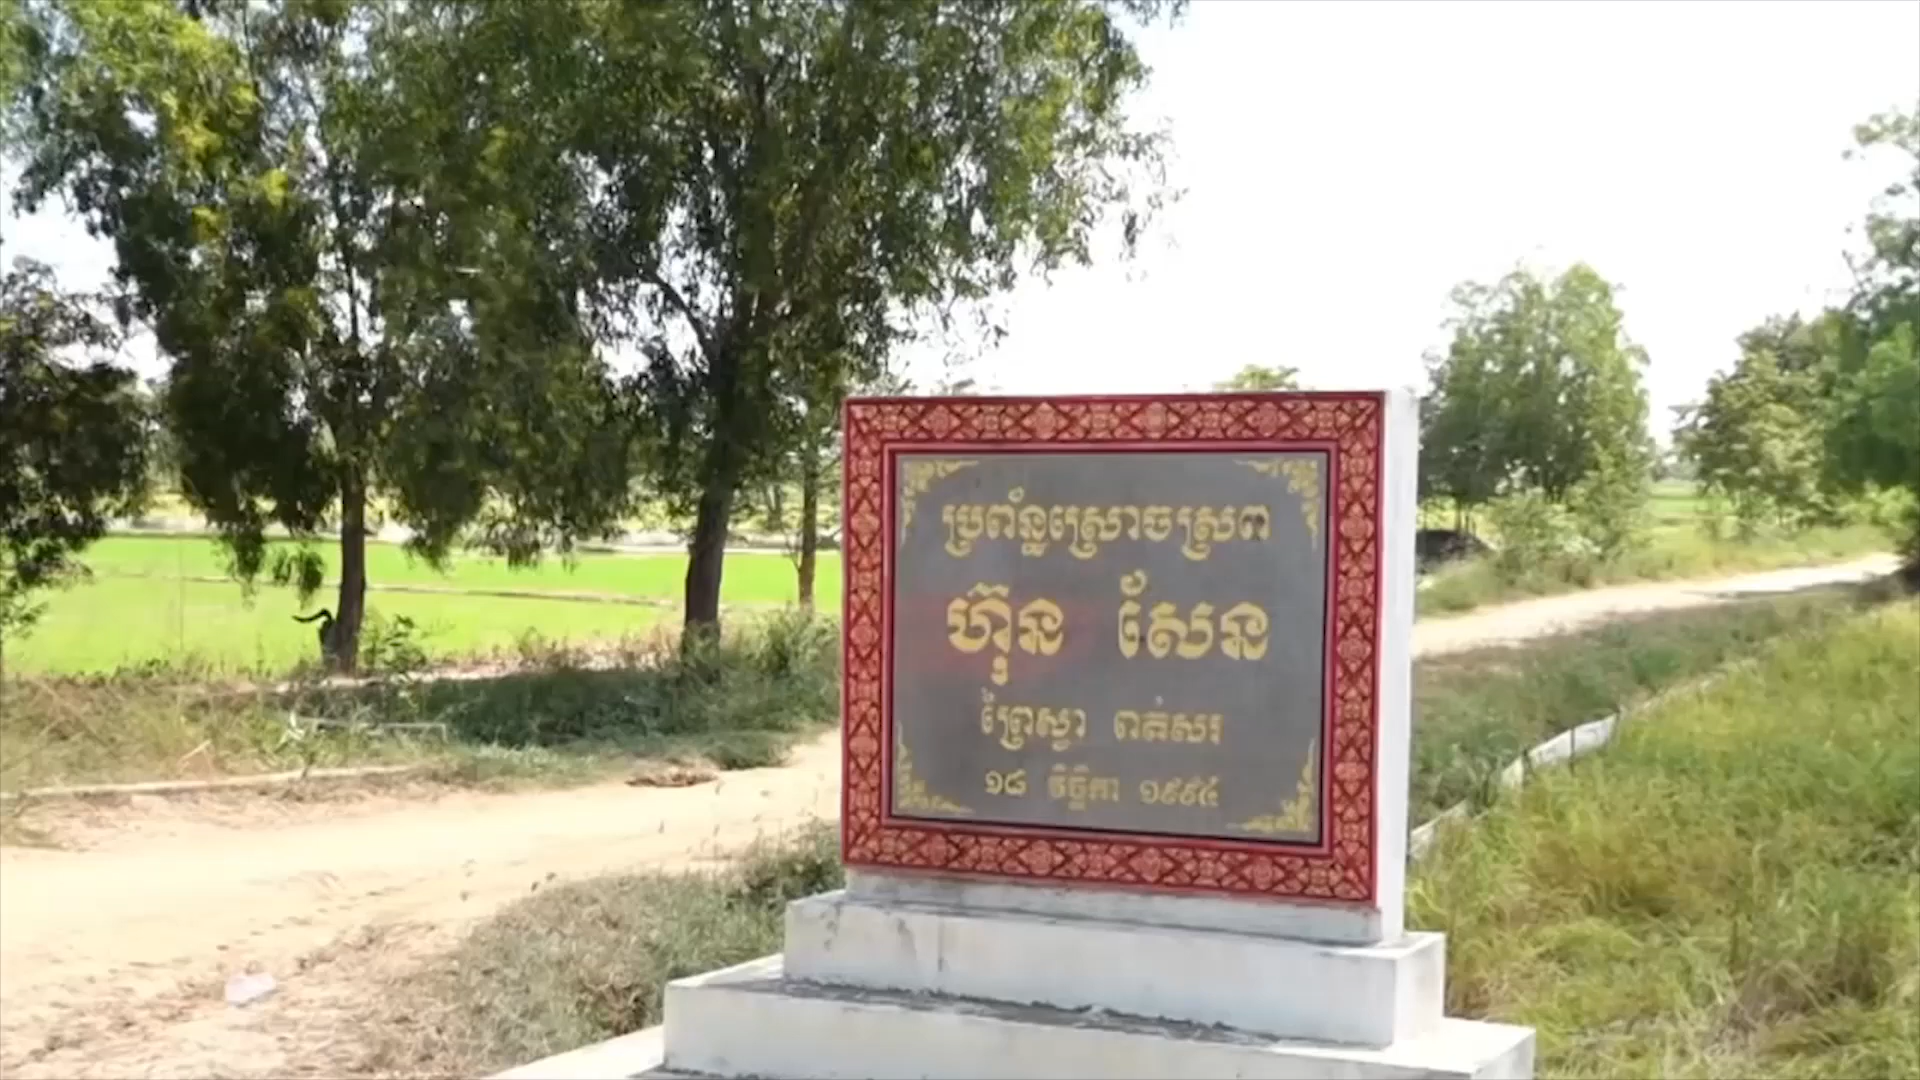 ប្រព័ន្ធស្រោចស្រព
ហ៊ុន សែន
ព្រៃស្វា ពត់សរ
១៨ វិច្ឆិកា ១៩៩៤